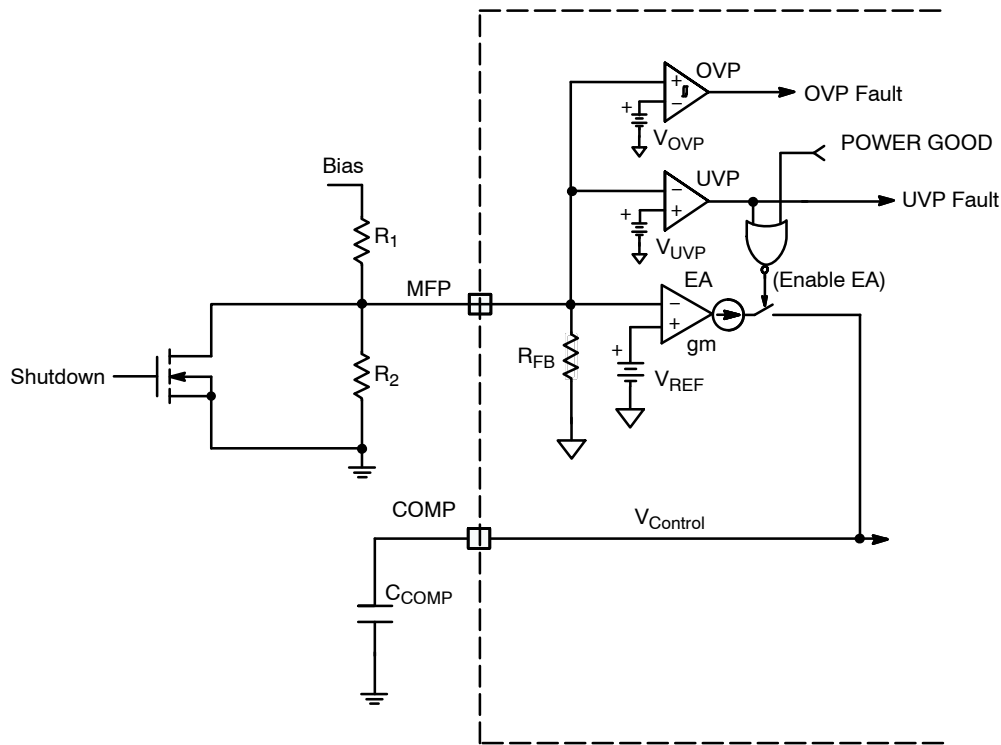 OVP
+
−
OVP Fault
+
VOVP
POWER GOOD
Bias
UVP
−
+
UVP Fault
+
VUVP
R1
MFP
EA
(Enable EA)
−
+
gm
RFB
+
VREF
Shutdown
R2
COMP
VControl
CCOMP